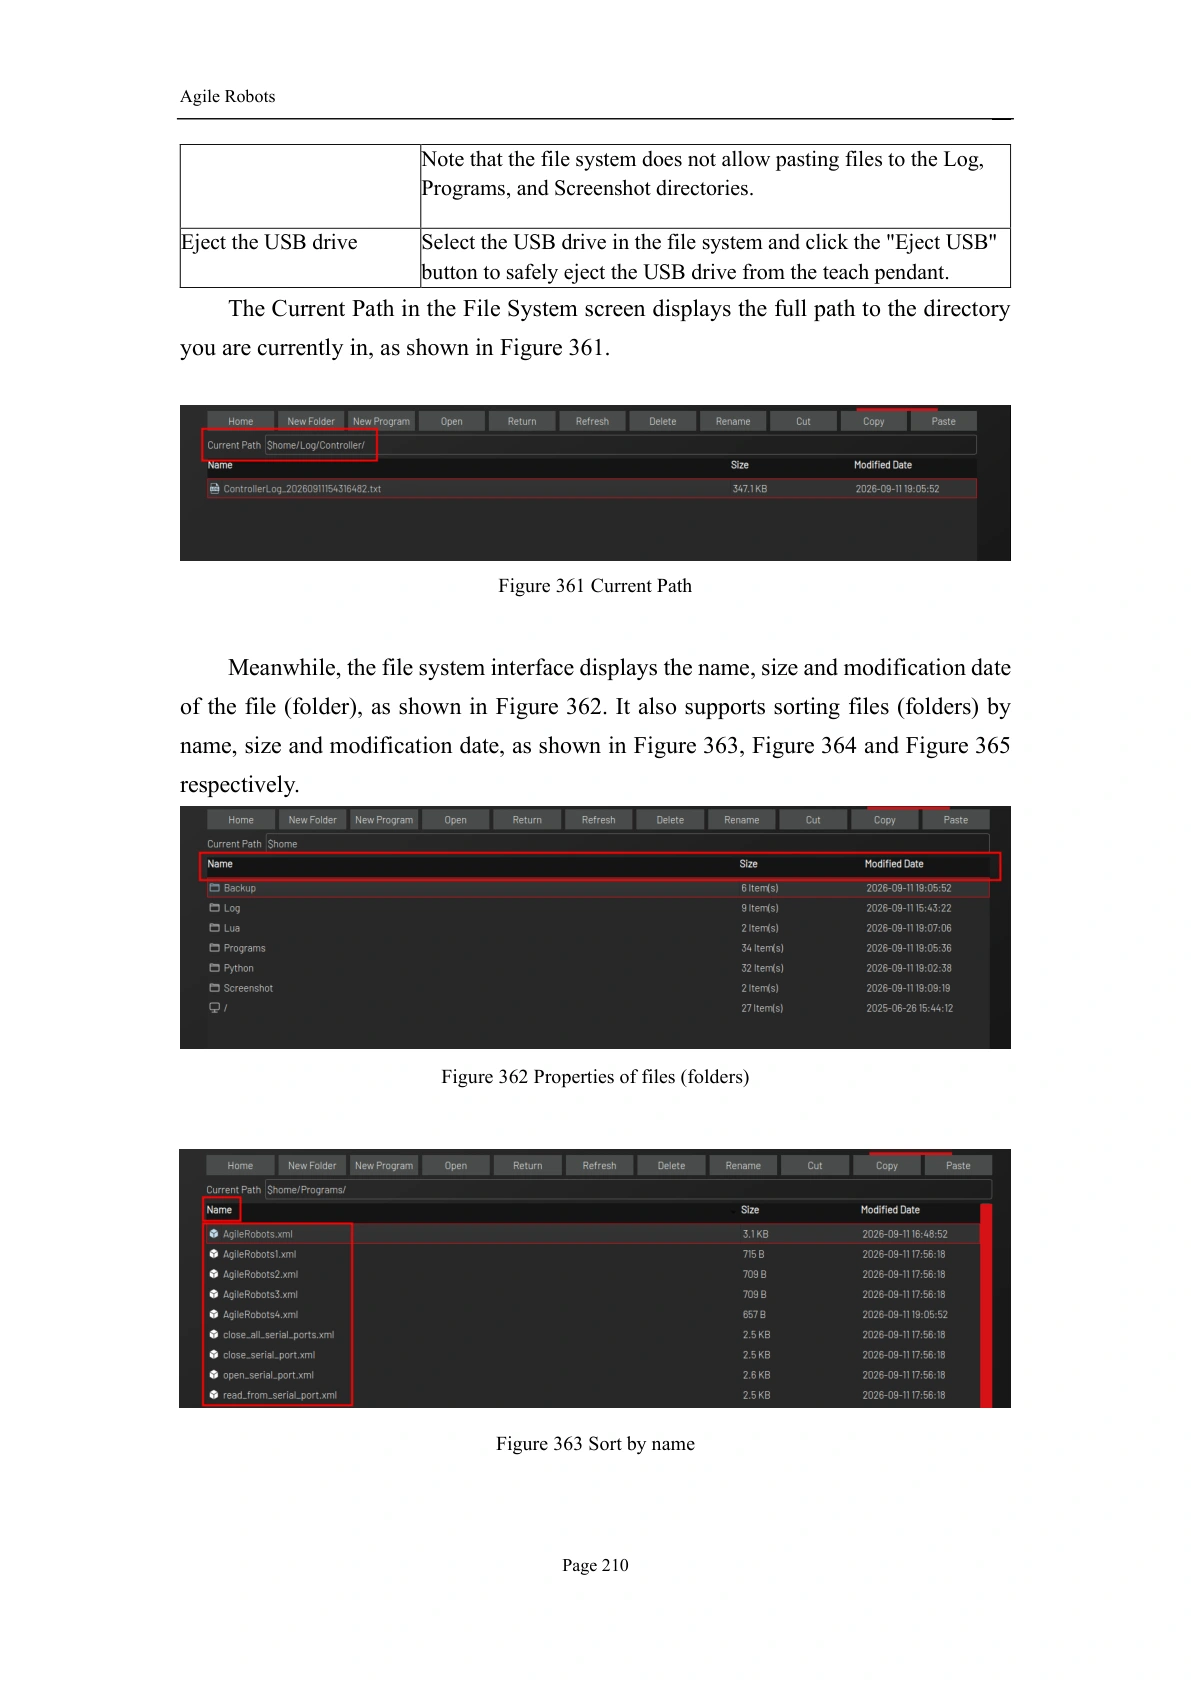 Agile Robots
Note that the file system does not allow pasting files to the Log,
Programs, and Screenshot directories.
Eject the USB drive
Select the USB drive in the file system and click the "Eject USB"
button to safely eject the USB drive from the teach pendant.
The Current Path in the File System screen displays the full path to the directory
you are currently in, as shown in Figure 361.
Home New Folder New Program Open Return Refresh Delete Rename Cut Copy Paste
Current Path $home/Log/Controller/
Name Size Modified Date
ControllerLog_20260911154316482.txt 347.1 KB 2026-09-11 19:05:52
Figure 361 Current Path
Meanwhile, the file system interface displays the name, size and modification date
of the file (folder), as shown in Figure 362. It also supports sorting files (folders) by
name, size and modification date, as shown in Figure 363, Figure 364 and Figure 365
respectively.
Home New Folder New Program Open Return Refresh Delete Rename Cut Copy Paste
Current Path $home
Name Size Modified Date
Backup 6 Item(s) 2026-09-11 19:05:52
Log 9 Item(s) 2026-09-11 15:43:22
Lua 2 Item(s) 2026-09-11 19:07:06
Programs 34 Item(s) 2026-09-11 19:05:36
Python 32 Item(s) 2026-09-11 19:02:38
Screenshot 2 Item(s) 2026-09-11 19:09:19
/ 27 Item(s) 2025-06-26 15:44:12
Figure 362 Properties of files (folders)
Home New Folder New Program Open Return Refresh Delete Rename Cut Copy Paste
Current Path $home/Programs/
Name Size Modified Date
AgileRobots.xml 3.1 KB 2026-09-11 16:48:52
AgileRobots1.xml 715 B 2026-09-11 17:56:18
AgileRobots2.xml 709 B 2026-09-11 17:56:18
AgileRobots3.xml 709 B 2026-09-11 17:56:18
AgileRobots4.xml 657 B 2026-09-11 19:05:52
close_all_serial_ports.xml 2.5 KB 2026-09-11 17:56:18
close_serial_port.xml 2.5 KB 2026-09-11 17:56:18
open_serial_port.xml 2.6 KB 2026-09-11 17:56:18
read_from_serial_port.xml 2.5 KB 2026-09-11 17:56:18
Figure 363 Sort by name
Page 210